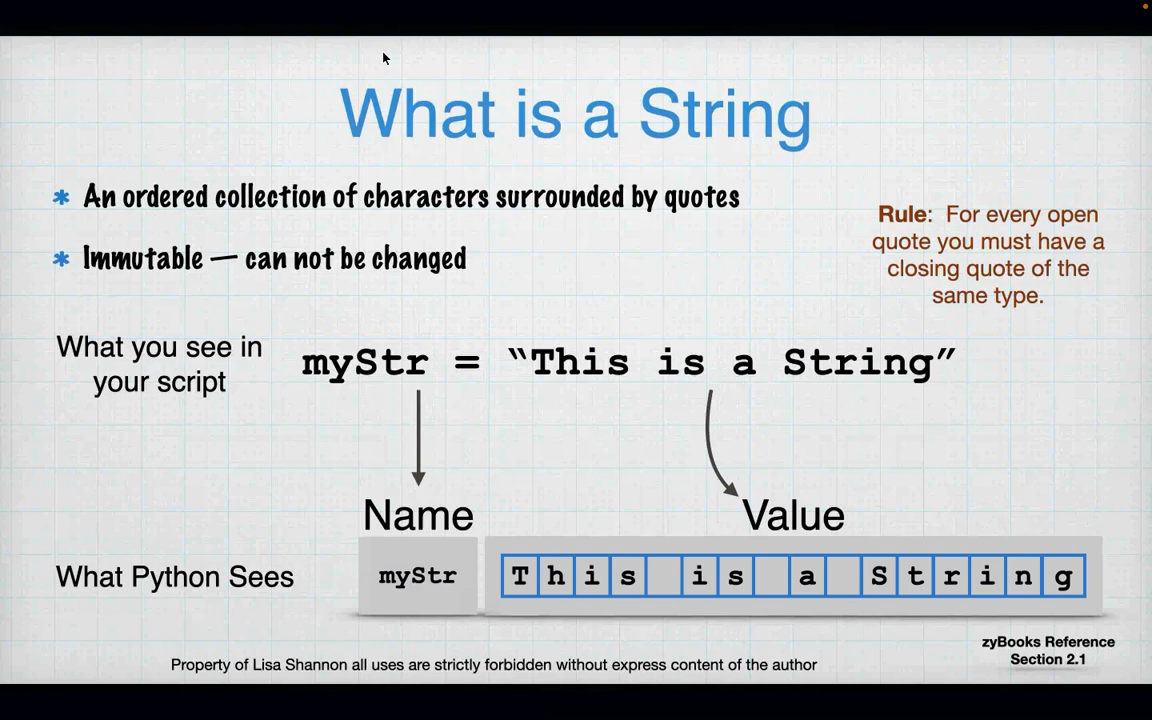 What is a String
* An ordered collection of characters surrounded by quotes
* Immutable — can not be changed
Rule: For every open
quote you must have a
closing quote of the
same type.
What you see in
your script
myStr = “This is a String”
Name
Value
What Python Sees
myStr
T h i s   i s   a   S t r i n g
zyBooks Reference
Section 2.1
Property of Lisa Shannon all uses are strictly forbidden without express content of the author